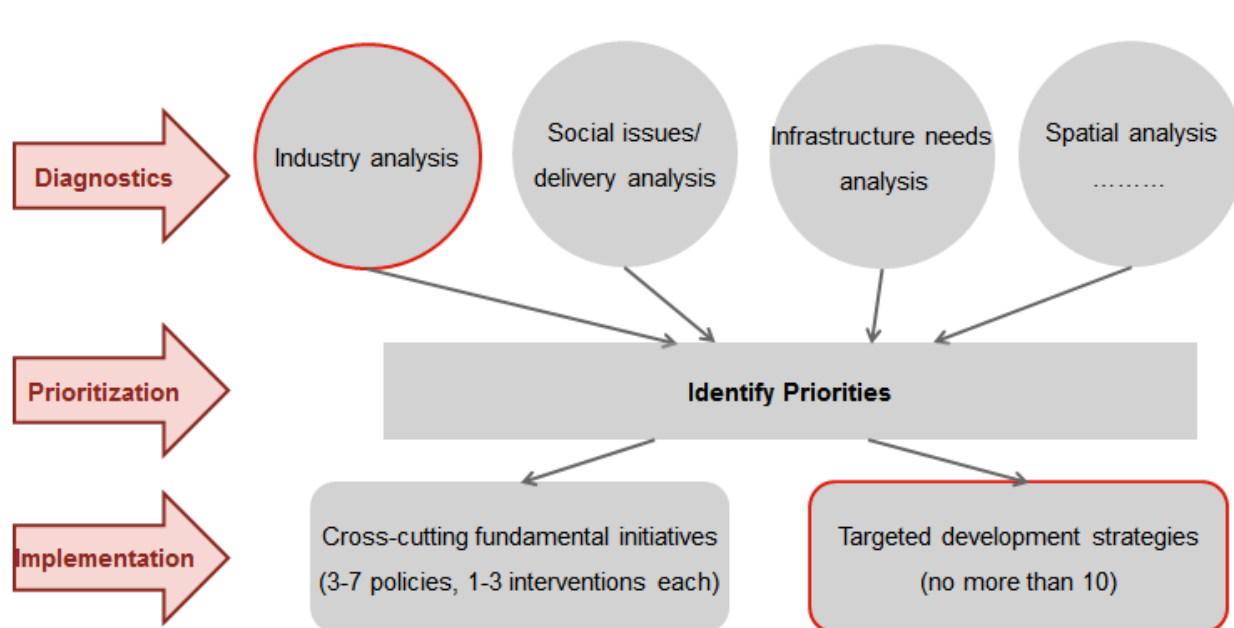 Diagnostics
Industry analysis
Social issues/
delivery analysis
Infrastructure needs
analysis
Spatial analysis
………
Prioritization
Identify Priorities
Implementation
Cross-cutting fundamental initiatives
(3-7 policies, 1-3 interventions each)
Targeted development strategies
(no more than 10)